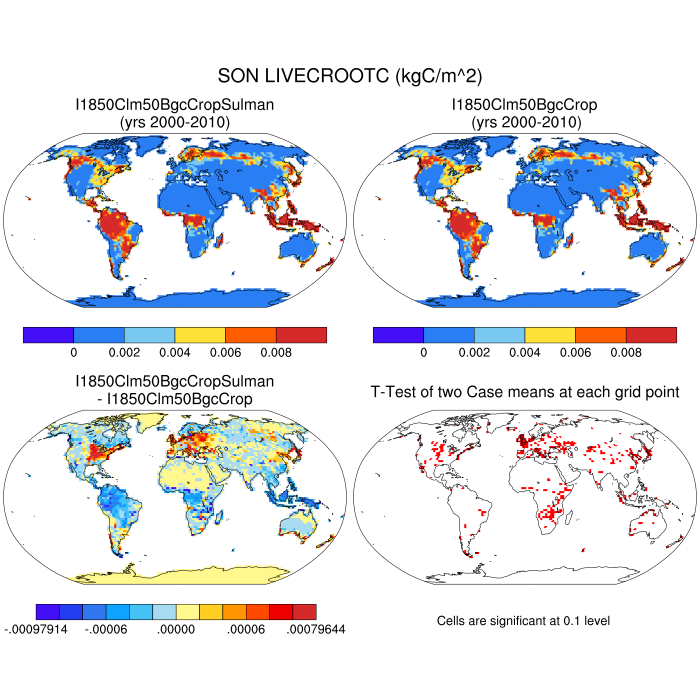 SON LIVECROOTC (kgC/m^2)
I1850Clm50BgcCropSulman
(yrs 2000-2010)
I1850Clm50BgcCrop
(yrs 2000-2010)
0 0.002 0.004 0.006 0.008
0 0.002 0.004 0.006 0.008
I1850Clm50BgcCropSulman
- I1850Clm50BgcCrop
T-Test of two Case means at each grid point
-.00097914 -.00006 .00000 .00006 .00079644
Cells are significant at 0.1 level